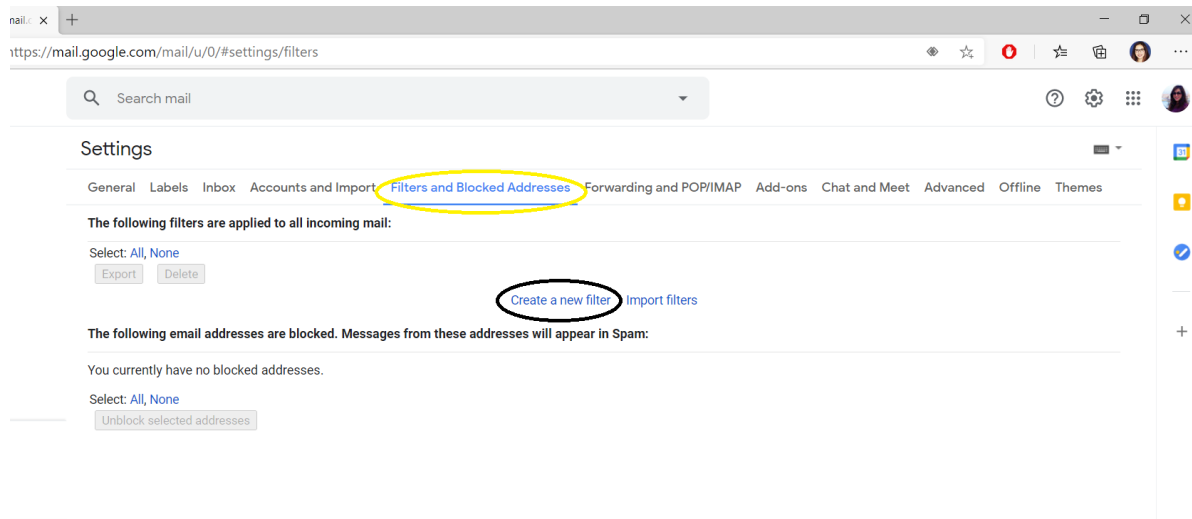 mail.c
https://mail.google.com/mail/u/0/#settings/filters
Search mail
Settings
General Labels Inbox Accounts and Import Filters and Blocked Addresses Forwarding and POP/IMAP Add-ons Chat and Meet Advanced Offline Themes
The following filters are applied to all incoming mail:
Select: All, None
Export Delete
Create a new filter Import filters
The following email addresses are blocked. Messages from these addresses will appear in Spam:
You currently have no blocked addresses.
Select: All, None
Unblock selected addresses
31